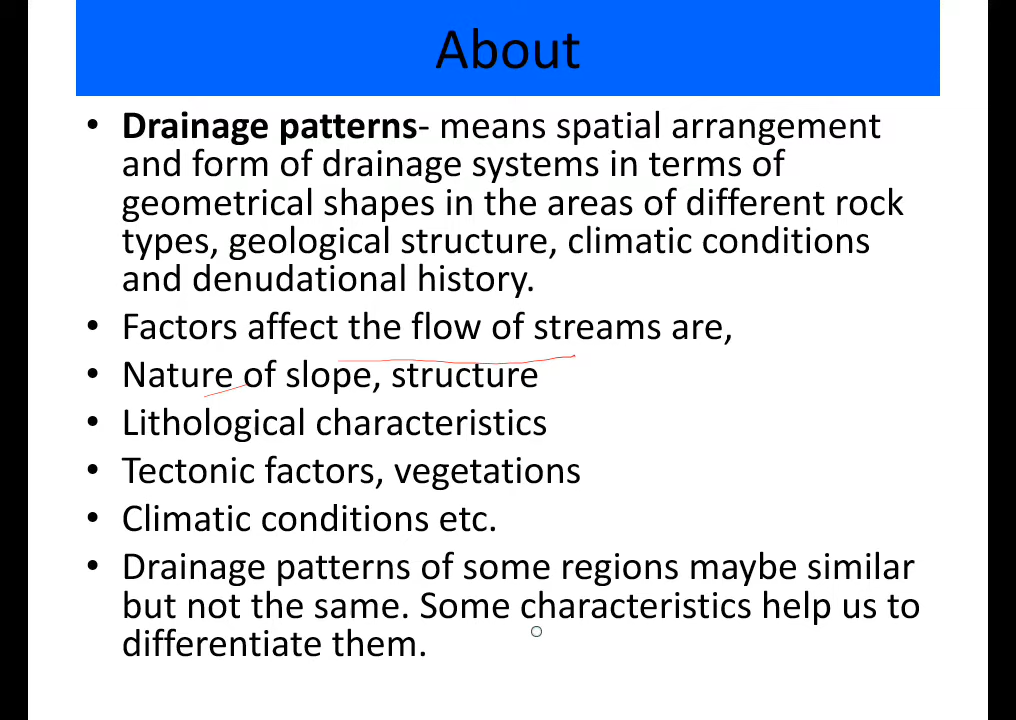 About
• Drainage patterns- means spatial arrangement
and form of drainage systems in terms of
geometrical shapes in the areas of different rock
types, geological structure, climatic conditions
and denudational history.
• Factors affect the flow of streams are,
• Nature of slope, structure
• Lithological characteristics
• Tectonic factors, vegetations
• Climatic conditions etc.
• Drainage patterns of some regions maybe similar
but not the same. Some characteristics help us to
differentiate them.